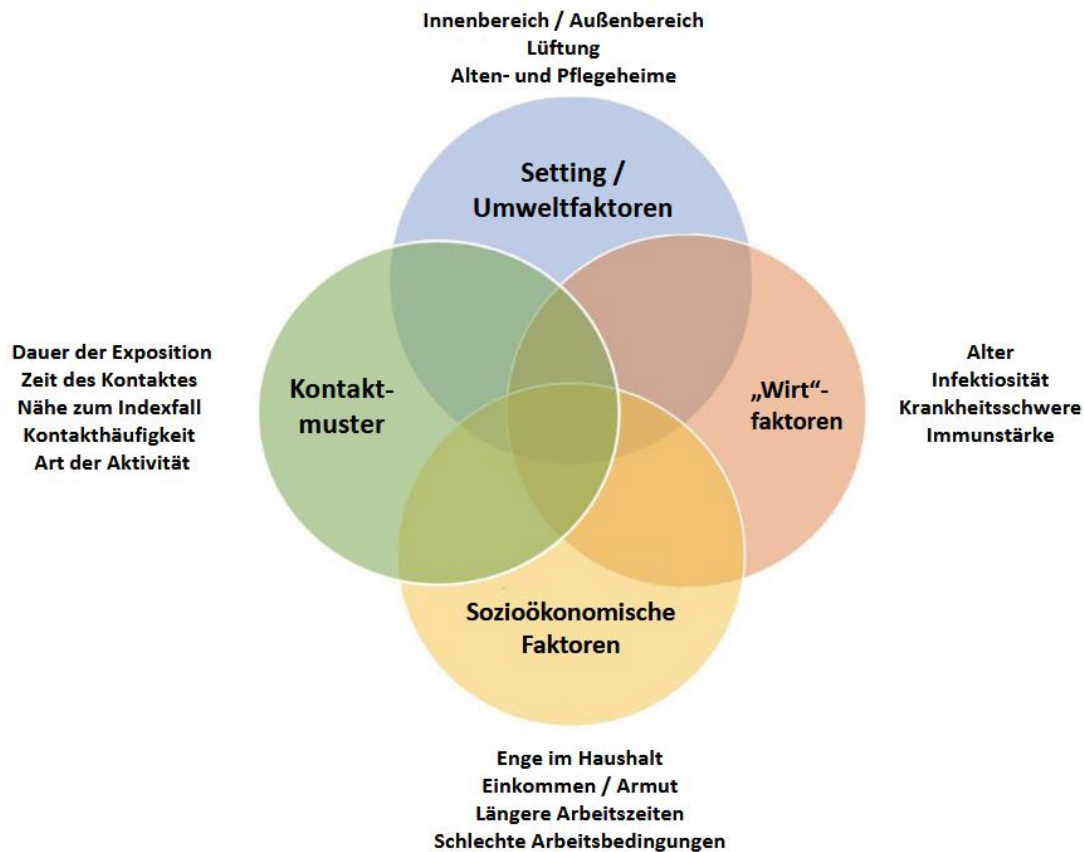 Innenbereich / Außenbereich
Lüftung
Alten- und Pflegeheime
Setting /
Umweltfaktoren
Dauer der Exposition
Zeit des Kontaktes
Nähe zum Indexfall
Kontakthäufigkeit
Art der Aktivität
Kontakt-
muster
„Wirt“-
faktoren
Alter
Infektiosität
Krankheitsschwere
Immunstärke
Sozioökonomische
Faktoren
Enge im Haushalt
Einkommen / Armut
Längere Arbeitszeiten
Schlechte Arbeitsbedingungen